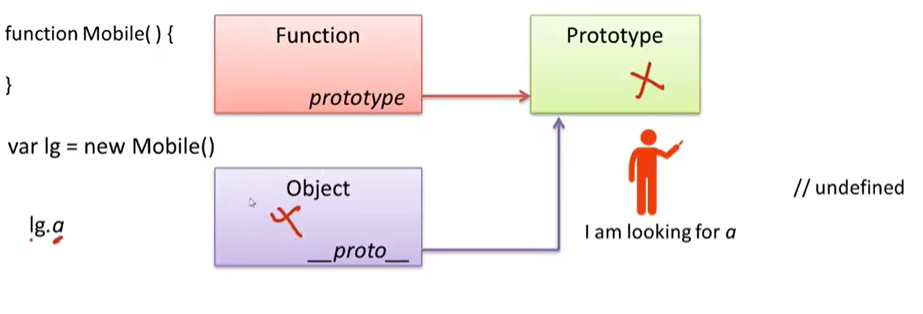 function Mobile( ) {
}
var lg = new Mobile()
lg.a
Function
prototype
Prototype
Object
__proto__
I am looking for a
// undefined